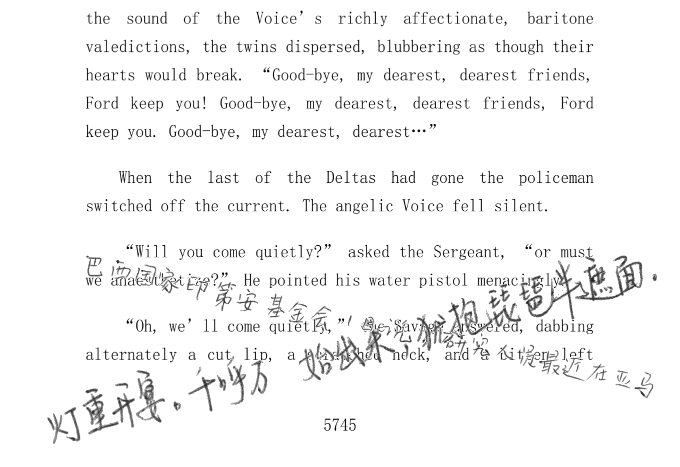 the sound of the Voice’s richly affectionate, baritone
valedictions, the twins dispersed, blubbering as though their
hearts would break. “Good-bye, my dearest, dearest friends,
Ford keep you! Good-bye, my dearest, dearest friends, Ford
keep you. Good-bye, my dearest, dearest…”
When the last of the Deltas had gone the policeman
switched off the current. The angelic Voice fell silent.
“Will you come quietly?” asked the Sergeant, “or must
we anaesthetize?” He pointed his water pistol menacingly.
“Oh, we’ll come quietly,” the Savage answered, dabbing
alternately a cut lip, a scratched neck, and a bitten left
巴西国家印第安基金会 研究人员最近在亚马
灯重开宴。千呼万 始出来,犹抱琵琶半遮面.
5745